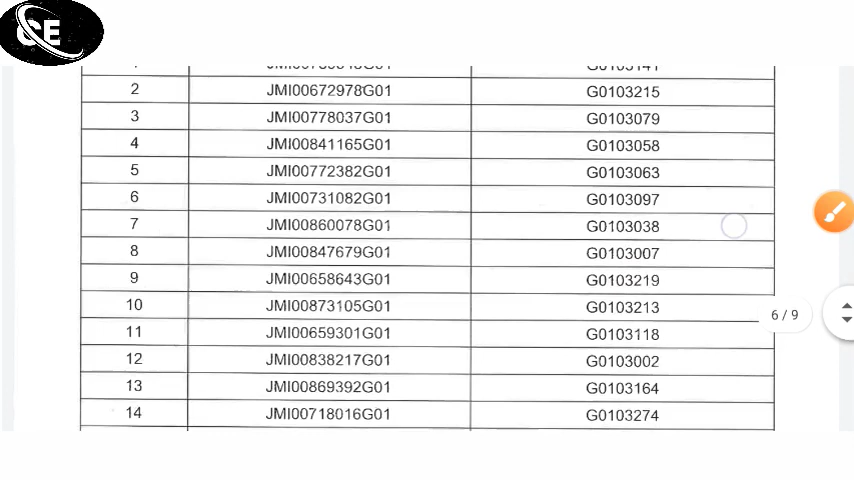 CE
2 JMI00672978G01 G0103215
3 JMI00778037G01 G0103079
4 JMI00841165G01 G0103058
5 JMI00772382G01 G0103063
6 JMI00731082G01 G0103097
7 JMI00860078G01 G0103038
8 JMI00847679G01 G0103007
9 JMI00658643G01 G0103219
10 JMI00873105G01 G0103213
6 / 9
11 JMI00659301G01 G0103118
12 JMI00838217G01 G0103002
13 JMI00869392G01 G0103164
14 JMI00718016G01 G0103274